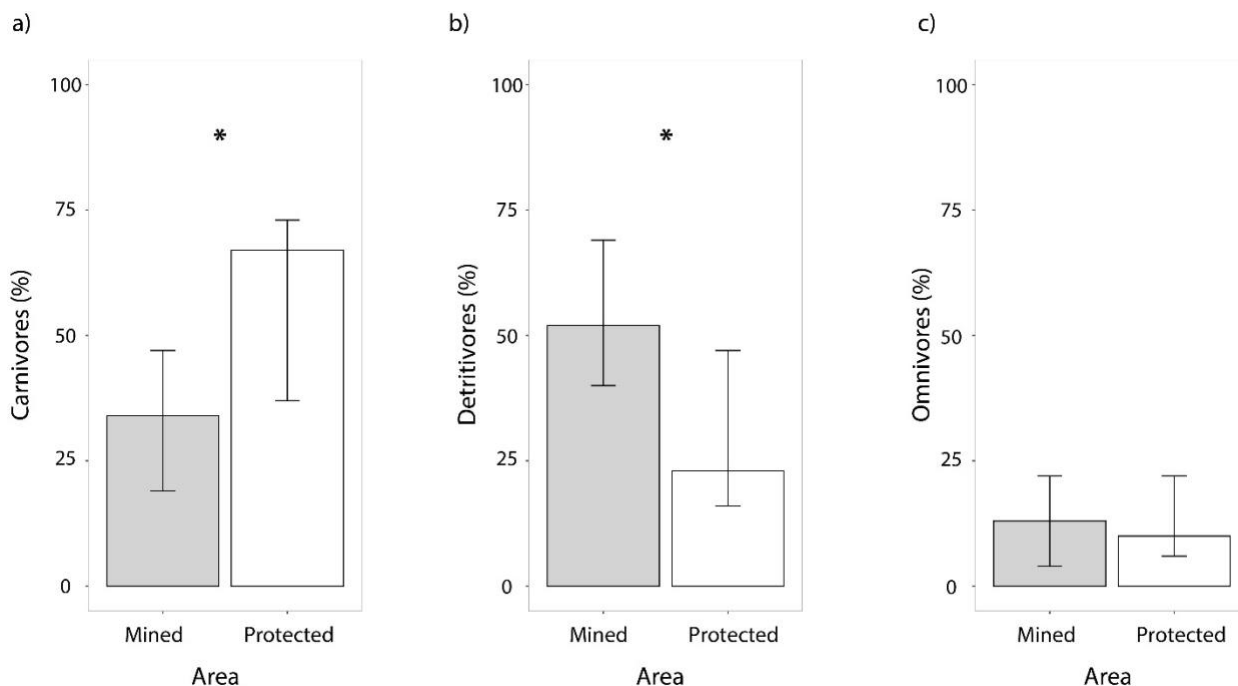 a)
Carnivores (%)
100
75
50
25
0
*
Mined
Protected
Area
b)
Detritivores (%)
100
75
50
25
0
*
Mined
Protected
Area
c)
Omnivores (%)
100
75
50
25
0
Mined
Protected
Area